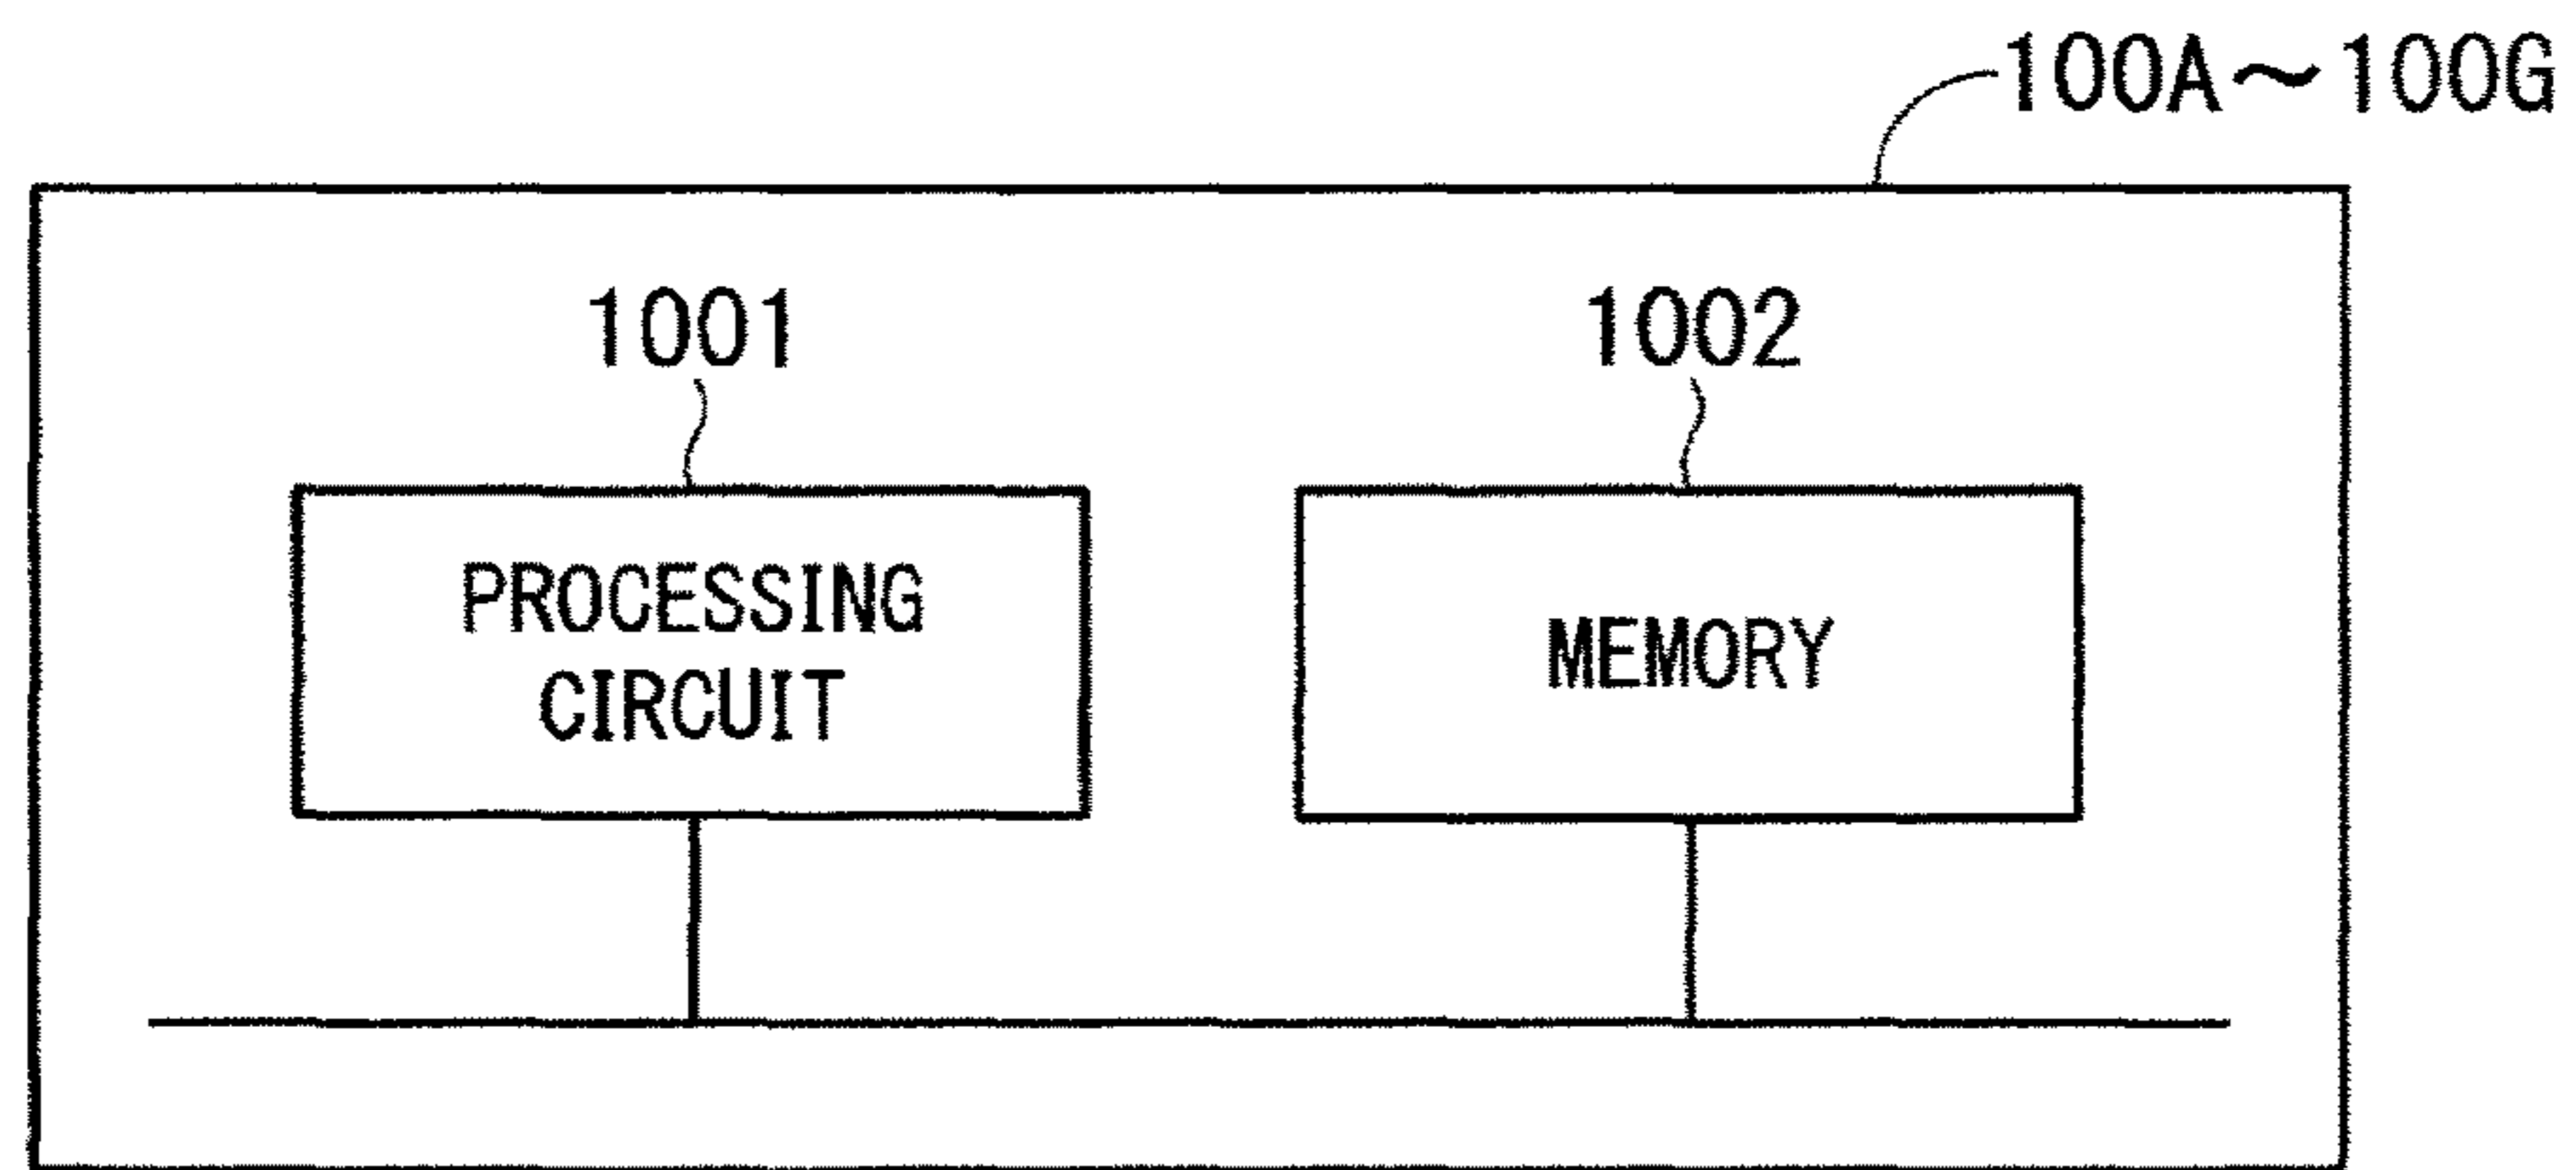 100A～100G
1001
1002
PROCESSING
CIRCUIT
MEMORY